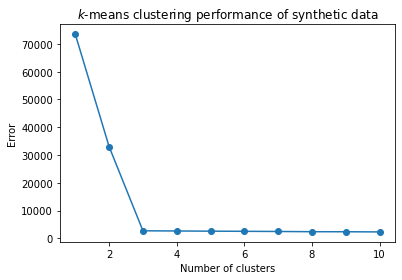 k-means clustering performance of synthetic data
70000
60000
50000
40000
30000
20000
10000
0
Error
2 4 6 8 10
Number of clusters